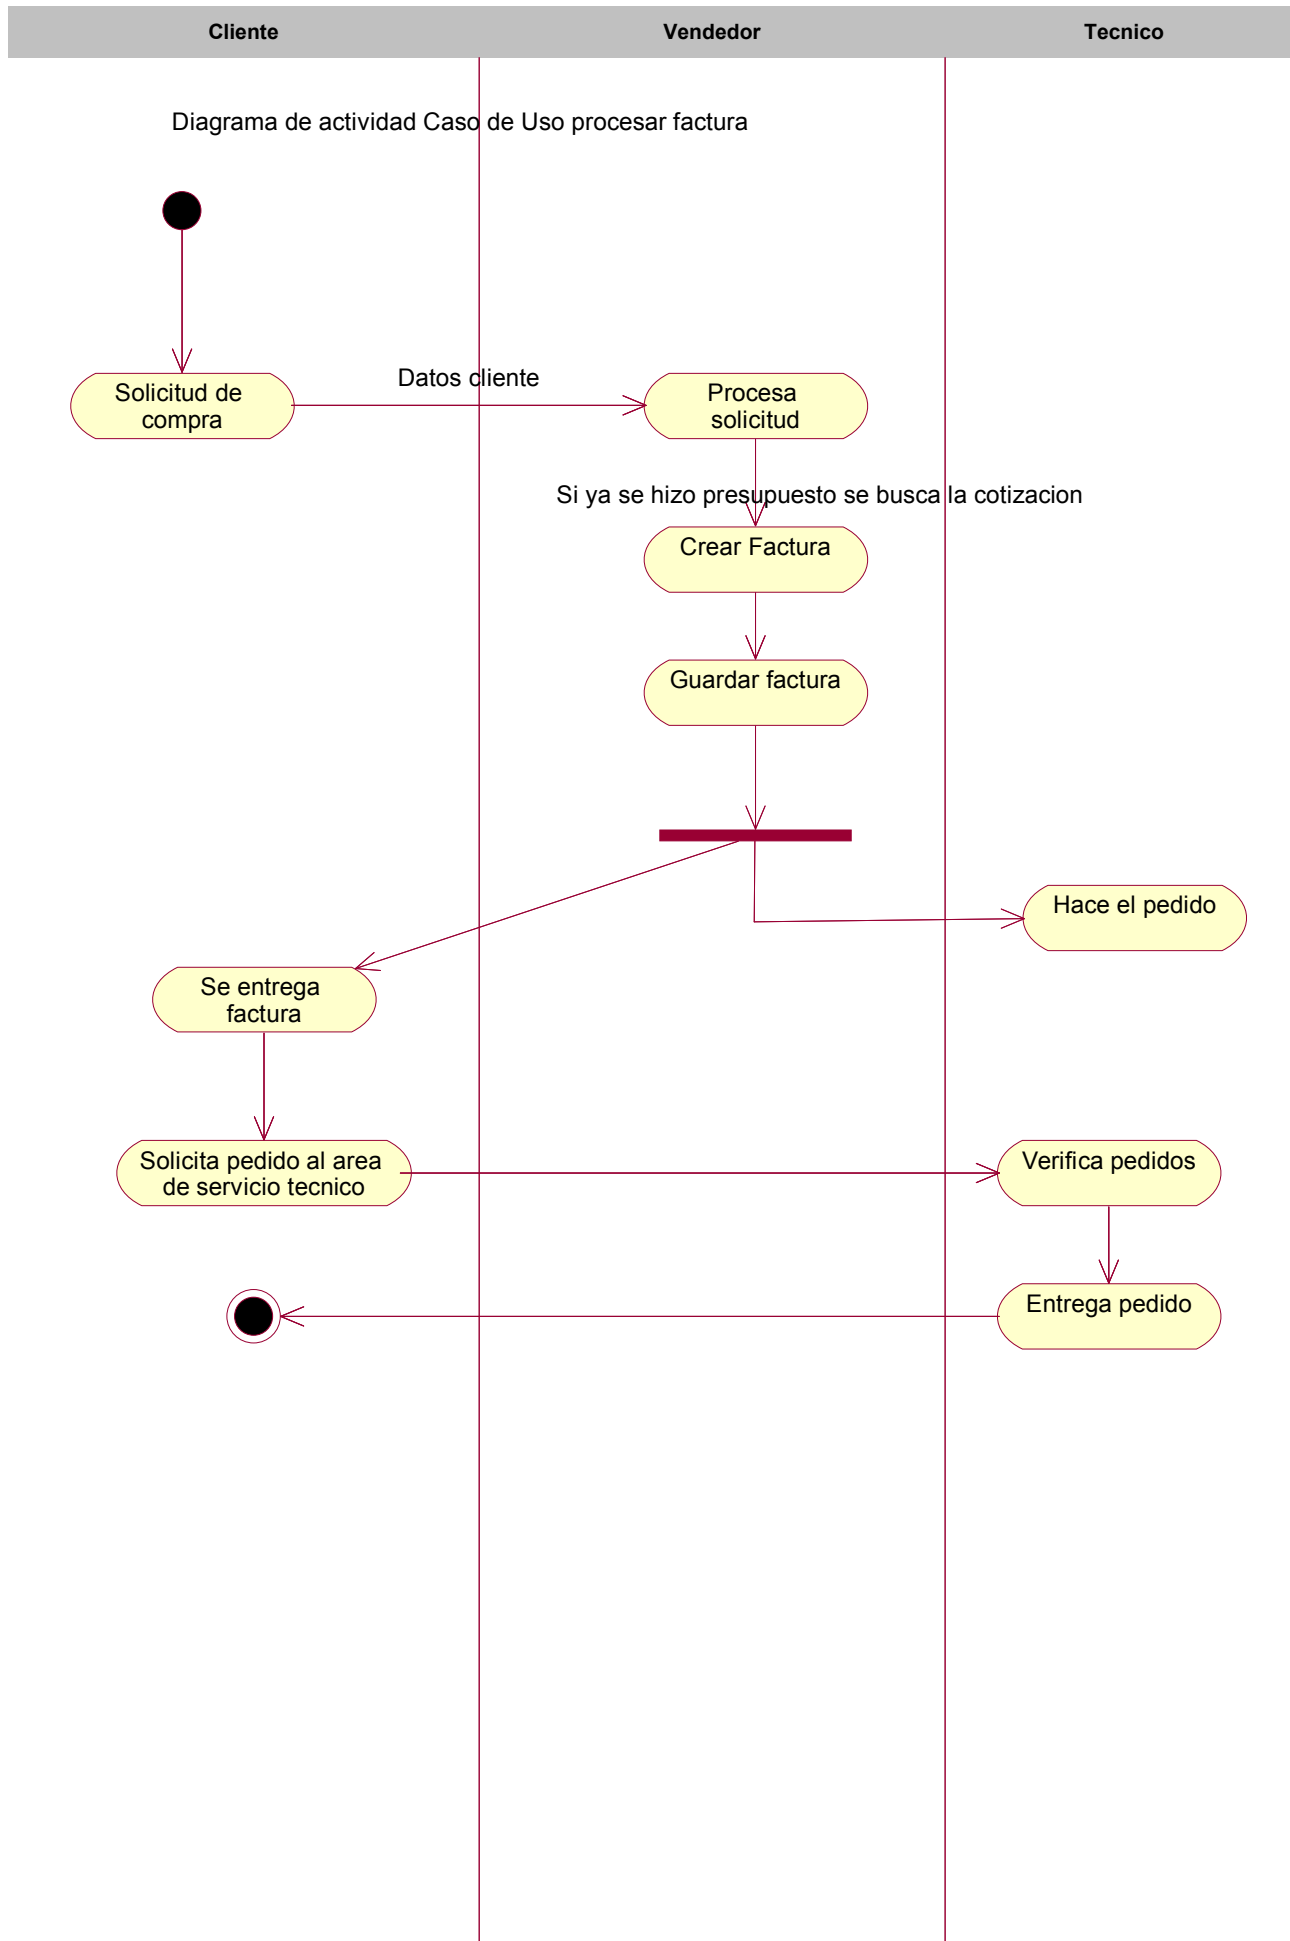 Cliente
Vendedor
Tecnico
Diagrama de actividad Caso de Uso procesar factura
Solicitud de
compra
Datos cliente
Procesa
solicitud
Si ya se hizo presupuesto se busca la cotizacion
Crear Factura
Guardar factura
Hace el pedido
Se entrega
factura
Solicita pedido al area
de servicio tecnico
Verifica pedidos
Entrega pedido